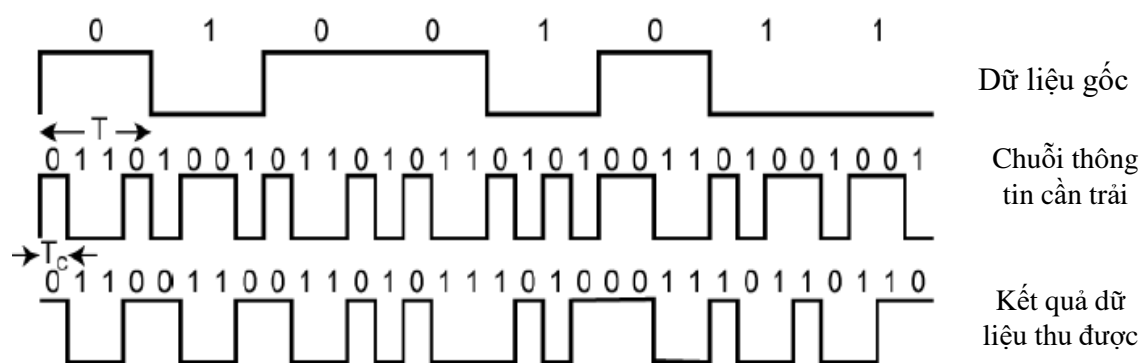 0 1 0 0 1 0 1 1
Dữ liệu gốc
T
0 1 1 0 1 0 0 1 0 1 1 0 1 0 1 1 0 1 0 1 0 0 1 1 0 1 0 0 1 0 0 1
Chuỗi thông
tin cần trải
Tc
0 1 1 0 0 1 1 0 0 1 1 0 1 0 1 1 1 0 1 0 0 0 1 1 1 0 1 1 0 1 1 0
Kết quả dữ
liệu thu được